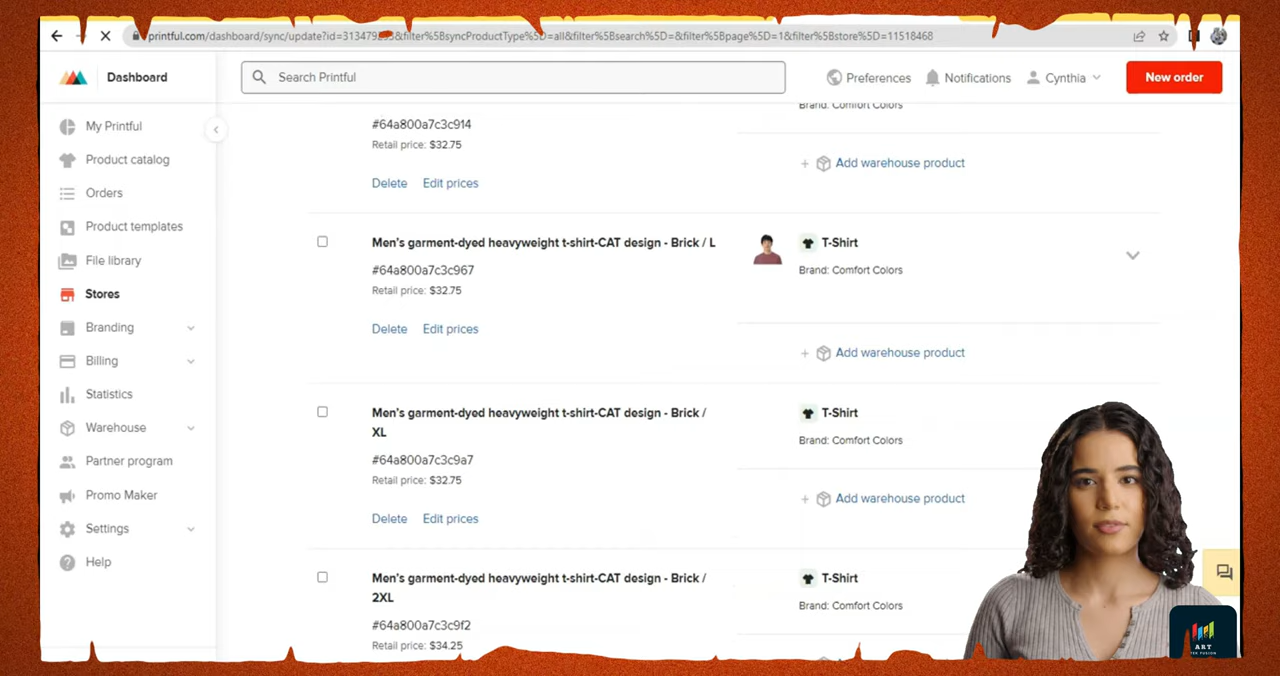 printful.com/dashboard/sync/update?id=313479253&filter%5BsyncProductType%5D=all&filter%5Bsearch%5D=&filter%5Bpage%5D=1&filter%5Bstore%5D=11518468
Dashboard
Search Printful
Preferences
Notifications
Cynthia
New order
My Printful
Product catalog
Orders
Product templates
File library
Stores
Branding
Billing
Statistics
Warehouse
Partner program
Promo Maker
Settings
Help
#64a800a7c3c914
Retail price: $32.75
Delete Edit prices
Brand: Comfort Colors
+ Add warehouse product
Men's garment-dyed heavyweight t-shirt-CAT design - Brick / L
#64a800a7c3c967
Retail price: $32.75
Delete Edit prices
T-Shirt
Brand: Comfort Colors
+ Add warehouse product
Men's garment-dyed heavyweight t-shirt-CAT design - Brick /
XL
#64a800a7c3c9a7
Retail price: $32.75
Delete Edit prices
T-Shirt
Brand: Comfort Colors
+ Add warehouse product
Men's garment-dyed heavyweight t-shirt-CAT design - Brick /
2XL
#64a800a7c3c9f2
Retail price: $34.25
T-Shirt
Brand: Comfort Colors
ART